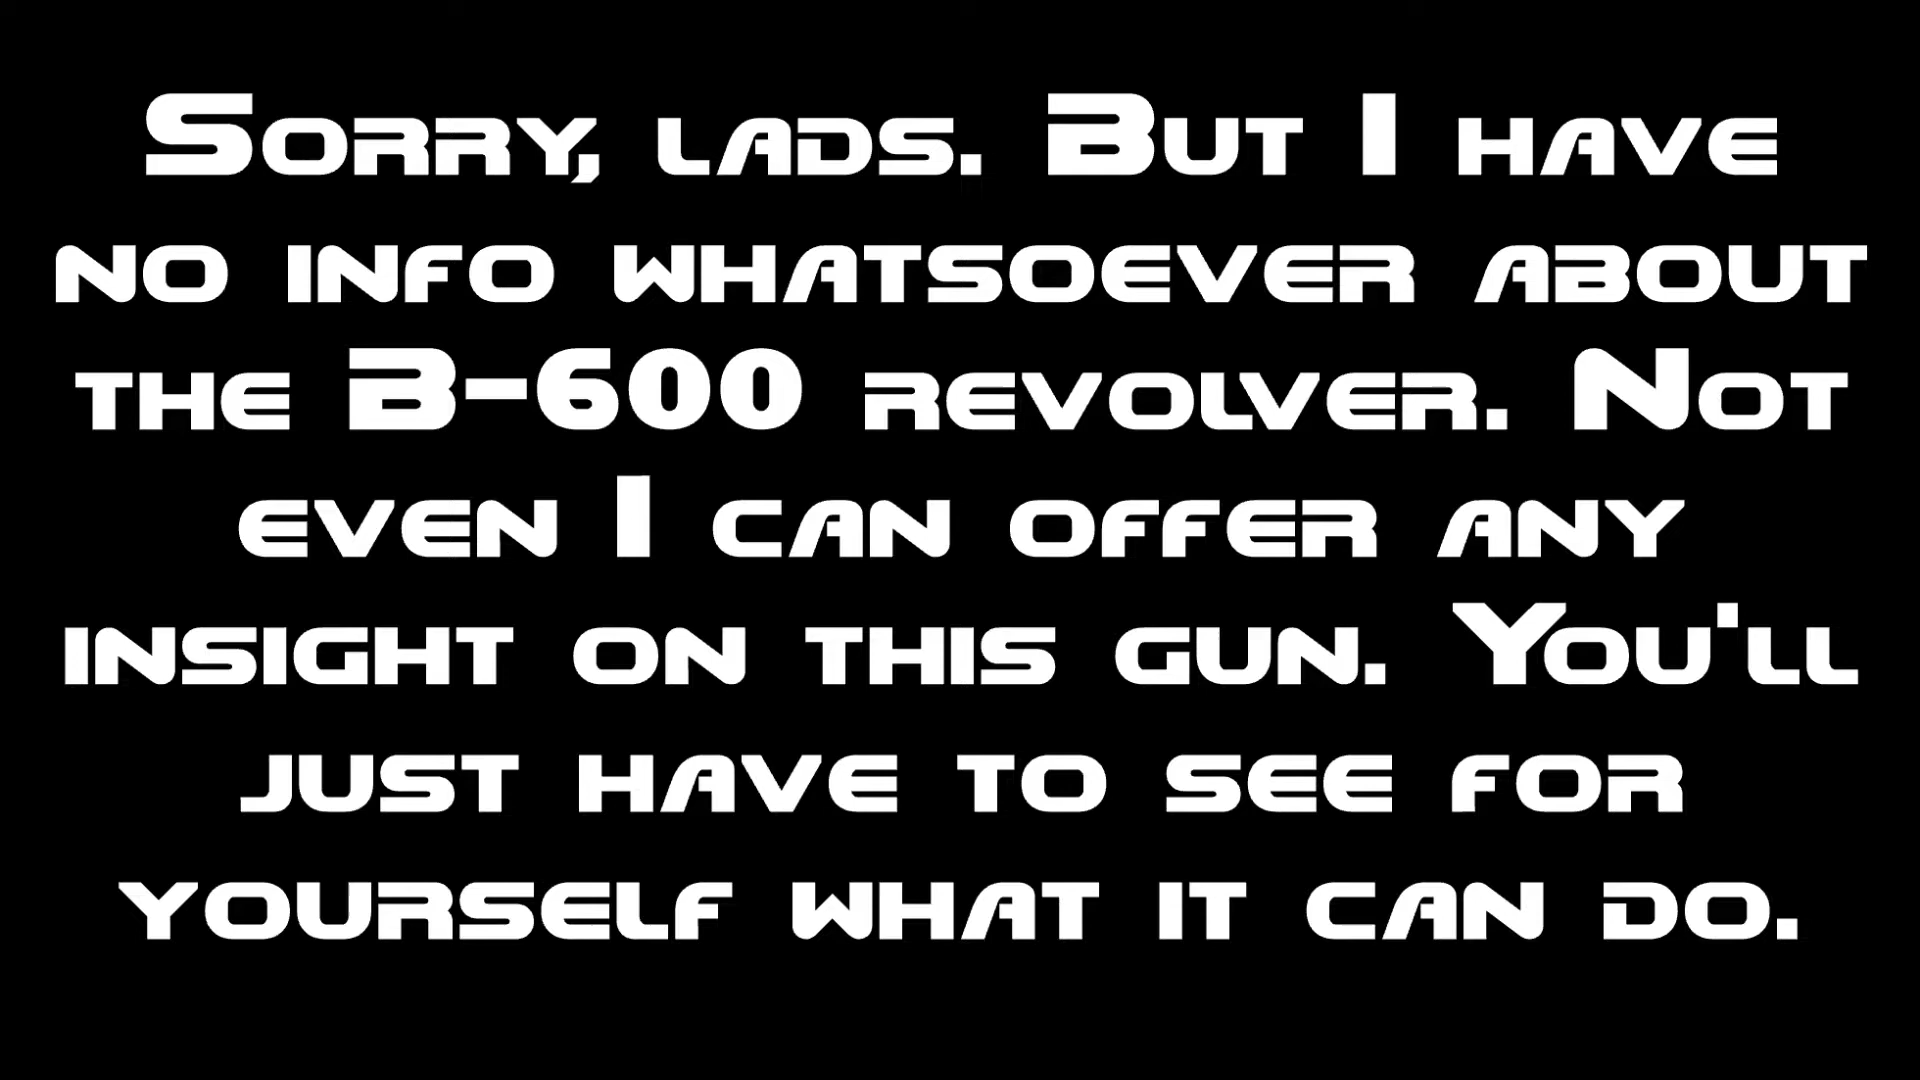 Sorry, lads. But I have
no info whatsoever about
the B-600 revolver. Not
even I can offer any
insight on this gun. You'll
just have to see for
yourself what it can do.